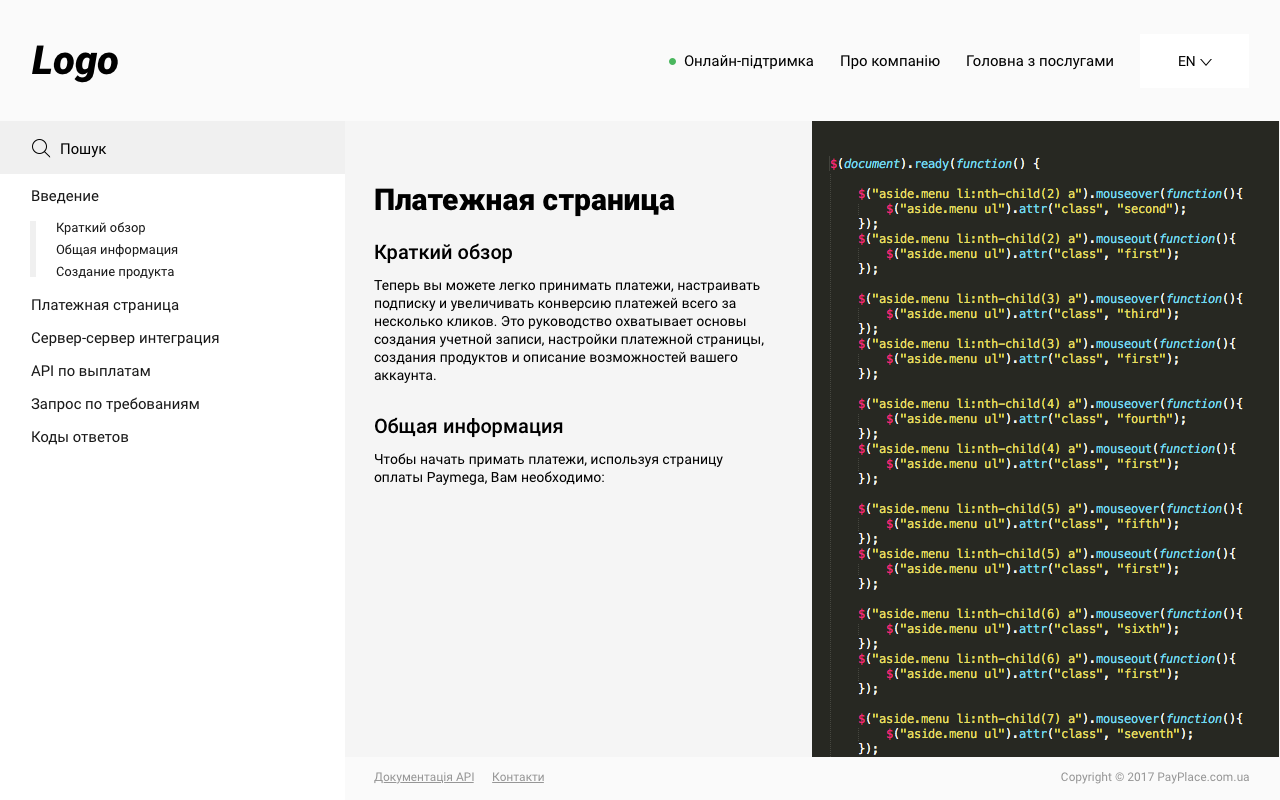 Logo
Онлайн-підтримка
Про компанію
Головна з послугами
EN
Пошук
Введение
Краткий обзор
Общая информация
Создание продукта
Платежная страница
Сервер-сервер интеграция
API по выплатам
Запрос по требованиям
Коды ответов
Платежная страница
Краткий обзор
Теперь вы можете легко принимать платежи, настраивать
подписку и увеличивать конверсию платежей всего за
несколько кликов. Это руководство охватывает основы
создания учетной записи, настройки платежной страницы,
создания продуктов и описание возможностей вашего
аккаунта.
Общая информация
Чтобы начать примать платежи, используя страницу
оплаты Paymega, Вам необходимо:
$(document).ready(function() {
$("aside.menu li:nth-child(2) a").mouseover(function(){
$("aside.menu ul").attr("class", "second");
});
$("aside.menu li:nth-child(2) a").mouseout(function(){
$("aside.menu ul").attr("class", "first");
});
$("aside.menu li:nth-child(3) a").mouseover(function(){
$("aside.menu ul").attr("class", "third");
});
$("aside.menu li:nth-child(3) a").mouseout(function(){
$("aside.menu ul").attr("class", "first");
});
$("aside.menu li:nth-child(4) a").mouseover(function(){
$("aside.menu ul").attr("class", "fourth");
});
$("aside.menu li:nth-child(4) a").mouseout(function(){
$("aside.menu ul").attr("class", "first");
});
$("aside.menu li:nth-child(5) a").mouseover(function(){
$("aside.menu ul").attr("class", "fifth");
});
$("aside.menu li:nth-child(5) a").mouseout(function(){
$("aside.menu ul").attr("class", "first");
});
$("aside.menu li:nth-child(6) a").mouseover(function(){
$("aside.menu ul").attr("class", "sixth");
});
$("aside.menu li:nth-child(6) a").mouseout(function(){
$("aside.menu ul").attr("class", "first");
});
$("aside.menu li:nth-child(7) a").mouseover(function(){
$("aside.menu ul").attr("class", "seventh");
});
Документація API
Контакти
Copyright © 2017 PayPlace.com.ua